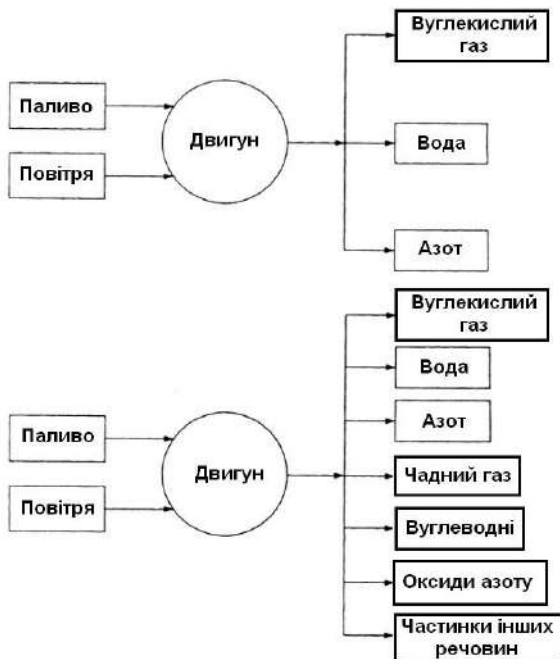 Вуглекислий
газ
Паливо
Повітря
Двигун
Вода
Азот
Вуглекислий
газ
Вода
Азот
Паливо
Повітря
Двигун
Чадний газ
Вуглеводні
Оксиди азоту
Частинки інших
речовин